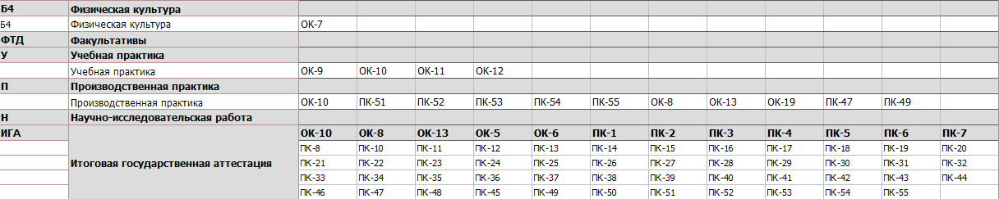 Б4 Физическая культура
Б4 Физическая культура ОК-7
ФТД Факультативы
У Учебная практика
Учебная практика ОК-9 ОК-10 ОК-11 ОК-12
П Производственная практика
Производственная практика ОК-10 ПК-51 ПК-52 ПК-53 ПК-54 ПК-55 ОК-8 ОК-13 ОК-19 ПК-47 ПК-49
Н Научно-исследовательская работа
ИГА ОК-10 ОК-8 ОК-13 ОК-5 ОК-6 ПК-1 ПК-2 ПК-3 ПК-4 ПК-5 ПК-6 ПК-7
ПК-8 ПК-10 ПК-11 ПК-12 ПК-13 ПК-14 ПК-15 ПК-16 ПК-17 ПК-18 ПК-19 ПК-20
Итоговая государственная аттестация ПК-21 ПК-22 ПК-23 ПК-24 ПК-25 ПК-26 ПК-27 ПК-28 ПК-29 ПК-30 ПК-31 ПК-32
ПК-33 ПК-34 ПК-35 ПК-36 ПК-37 ПК-38 ПК-39 ПК-40 ПК-41 ПК-42 ПК-43 ПК-44
ПК-46 ПК-47 ПК-48 ПК-45 ПК-49 ПК-50 ПК-51 ПК-52 ПК-53 ПК-54 ПК-55